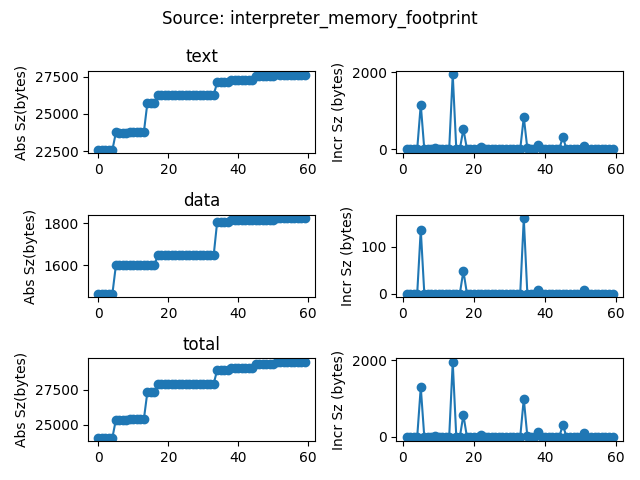 Source: interpreter_memory_footprint
text
Abs Sz(bytes)
27500
25000
22500
0 20 40 60
Incr Sz (bytes)
2000
0
0 20 40 60
data
Abs Sz(bytes)
1800
1600
0 20 40 60
Incr Sz (bytes)
100
0
0 20 40 60
total
Abs Sz(bytes)
27500
25000
0 20 40 60
Incr Sz (bytes)
2000
0
0 20 40 60